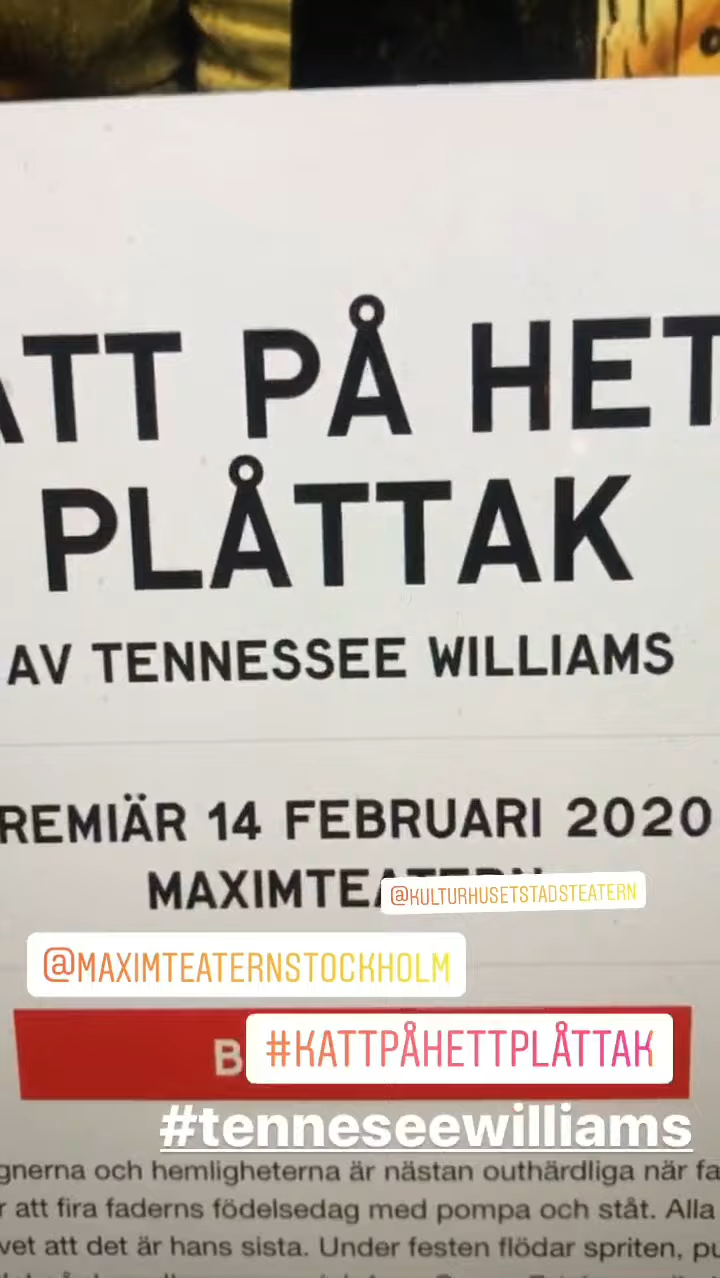 ATT PÅ HET
PLÅTTAK
AV TENNESSEE WILLIAMS
REMIÄR 14 FEBRUARI 2020
MAXIMTEATERN
@KULTURHUSETSTADSTEATERN
@MAXIMTEATERNSTOCKHOLM
B
#KATTPÅHETTPLÅTTAK
#tenneseewilliams
gnerna och hemligheterna är nästan outhärdliga när fa
r att fira faderns födelsedag med pompa och ståt. Alla
vet att det är hans sista. Under festen flödar spriten, pu